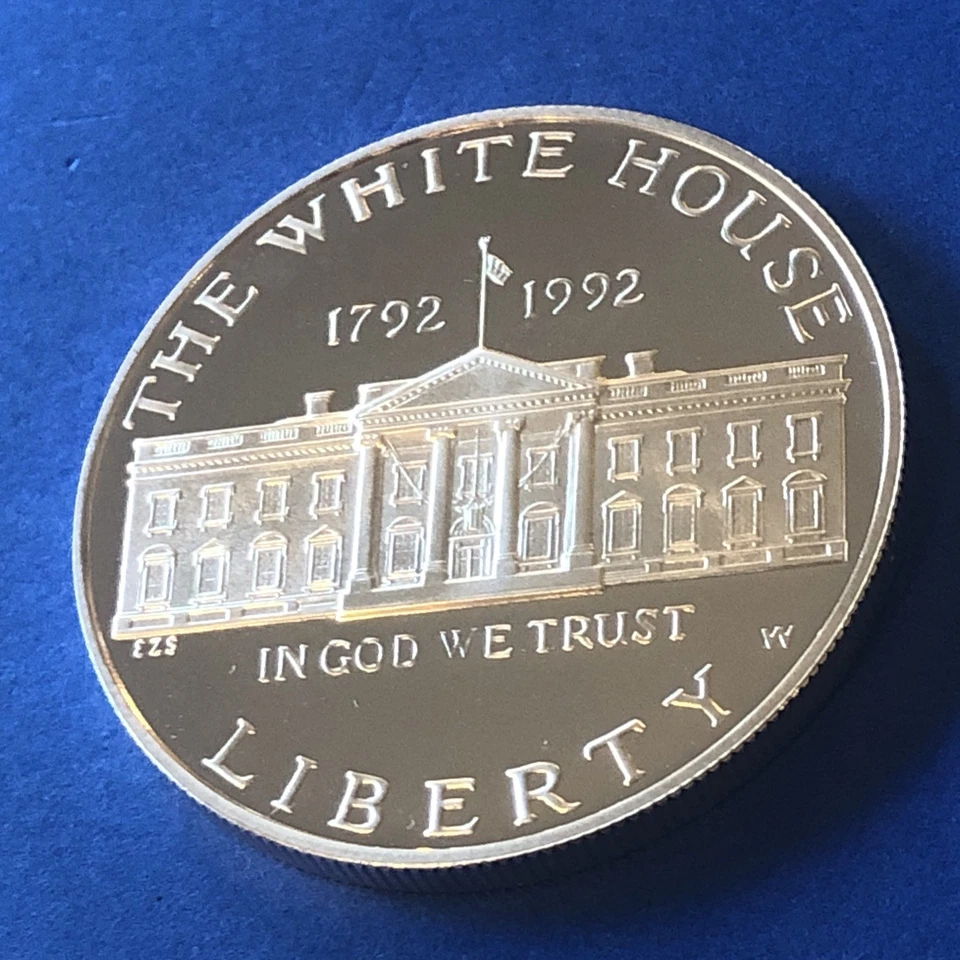 THE WHITE HOUSE
1792 1992
EZS
IN GOD WE TRUST
W
LIBERTY